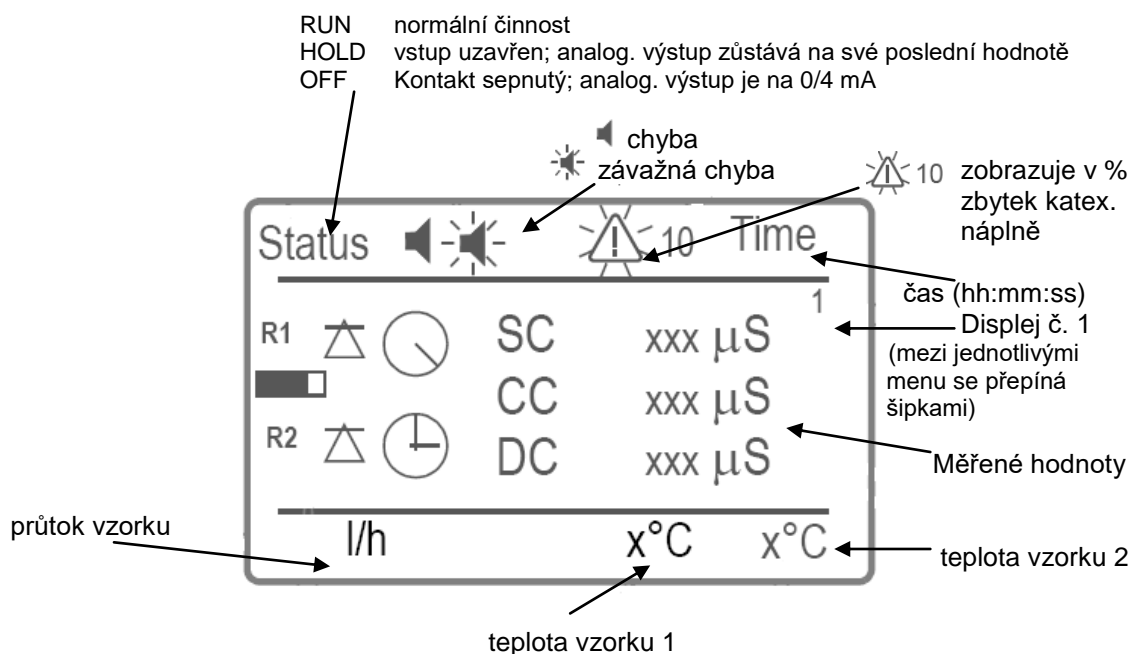 RUN normální činnost
HOLD vstup uzavřen; analog. výstup zůstává na své poslední hodnotě
OFF Kontakt sepnutý; analog. výstup je na 0/4 mA
chyba
závažná chyba
10 zobrazuje v %
zbytek katex.
náplně
Status 10 Time
čas (hh:mm:ss)
1
Displej č. 1
(mezi jednotlivými
menu se přepíná
šipkami)
R1 SC xxx µS
CC xxx µS
R2 DC xxx µS
Měřené hodnoty
průtok vzorku
l/h x°C x°C
teplota vzorku 2
teplota vzorku 1